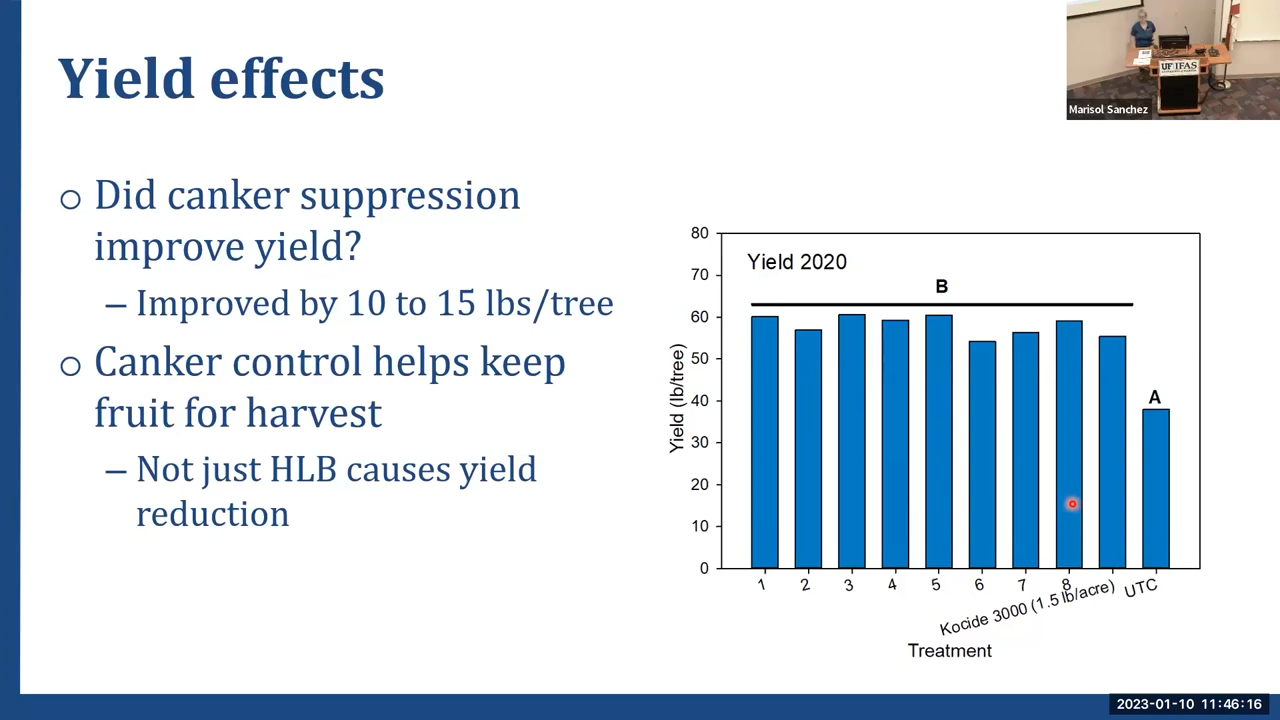 Yield effects
Marisol Sanchez
UF IFAS
○ Did canker suppression
improve yield?
– Improved by 10 to 15 lbs/tree
○ Canker control helps keep
fruit for harvest
– Not just HLB causes yield
reduction
Yield 2020
B
A
Yield (lb/tree)
80
70
60
50
40
30
20
10
0
1 2 3 4 5 6 7 8 Kocide 3000 (1.5 lb/acre) UTC
Treatment
2023-01-10 11:46:16